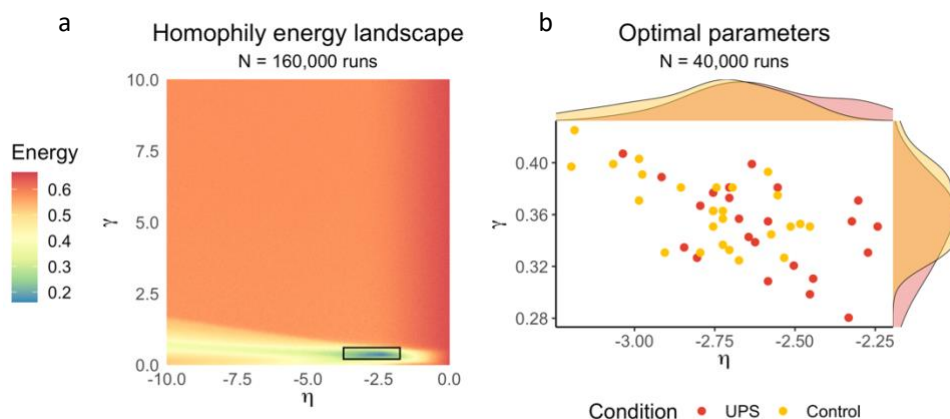 a
Homophily energy landscape
N = 160,000 runs
Energy
0.6
0.5
0.4
0.3
0.2
γ
10.0
7.5
5.0
2.5
0.0
-10.0 -7.5 -5.0 -2.5 0.0
η
b
Optimal parameters
N = 40,000 runs
γ
0.40
0.36
0.32
0.28
-3.00 -2.75 -2.50 -2.25
η
Condition UPS Control